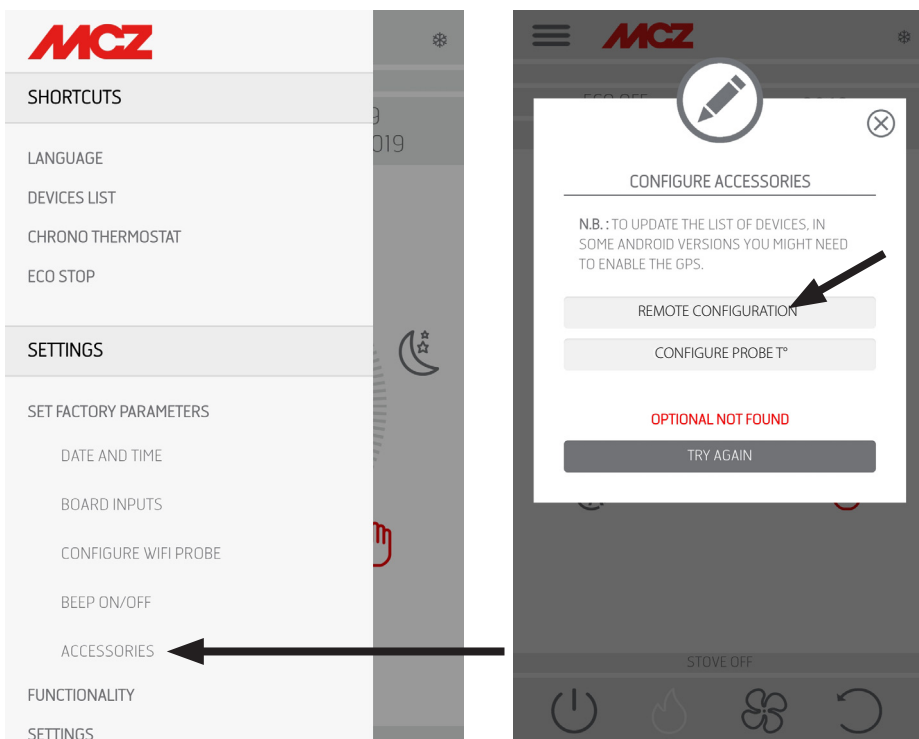 MCZ
SHORTCUTS
LANGUAGE
DEVICES LIST
CHRONO THERMOSTAT
ECO STOP
SETTINGS
SET FACTORY PARAMETERS
DATE AND TIME
BOARD INPUTS
CONFIGURE WIFI PROBE
BEEP ON/OFF
ACCESSORIES
FUNCTIONALITY
SETTINGS
9
019
MCZ
CONFIGURE ACCESSORIES
N.B. : TO UPDATE THE LIST OF DEVICES, IN
SOME ANDROID VERSIONS YOU MIGHT NEED
TO ENABLE THE GPS.
REMOTE CONFIGURATION
CONFIGURE PROBE T°
OPTIONAL NOT FOUND
TRY AGAIN
STOVE OFF